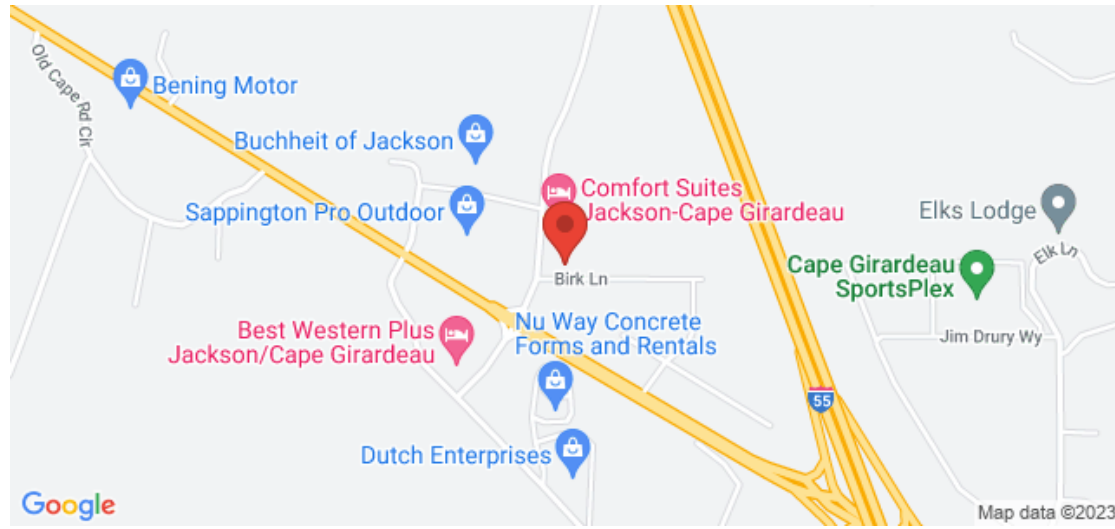 Old Cape Rd Cir
Bening Motor
Buchheit of Jackson
Comfort Suites
Jackson-Cape Girardeau
Sappington Pro Outdoor
Elks Lodge
Elk Ln
Cape Girardeau
SportsPlex
Birk Ln
Nu Way Concrete
Forms and Rentals
Best Western Plus
Jackson/Cape Girardeau
Jim Drury Wy
55
Dutch Enterprises
Google
Map data ©2023